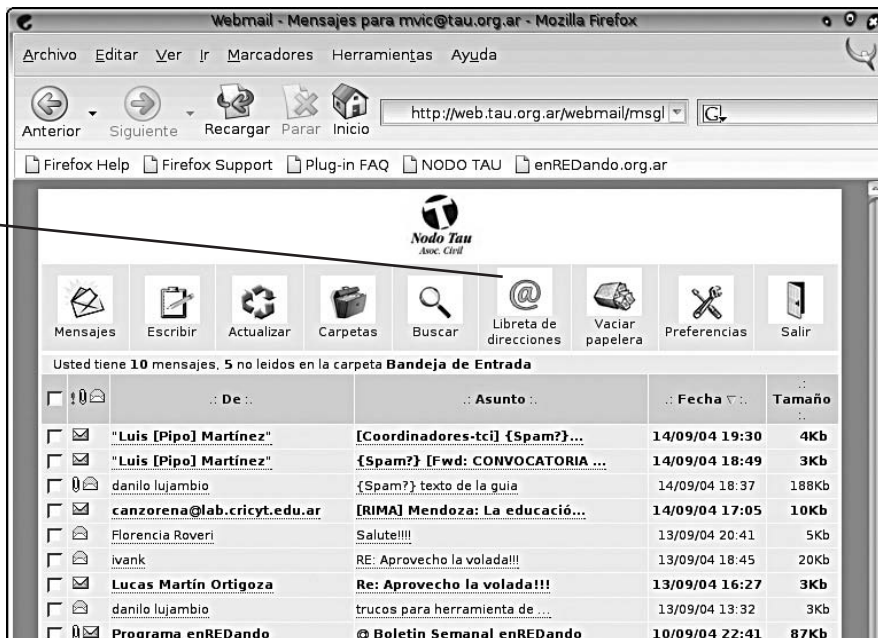 Webmail - Mensajes para mvic@tau.org.ar - Mozilla Firefox
Archivo Editar Ver Ir Marcadores Herramientas Ayuda
Anterior Siguiente Recargar Parar Inicio http://web.tau.org.ar/webmail/msgl G
Firefox Help Firefox Support Plug-in FAQ NODO TAU enREDando.org.ar
Nodo Tau
Asoc. Civil
Mensajes Escribir Actualizar Carpetas Buscar Libreta de direcciones Vaciar papelera Preferencias Salir
Usted tiene 10 mensajes, 5 no leidos en la carpeta Bandeja de Entrada
.: De :. .: Asunto :. .: Fecha :. .: Tamaño :.
"Luis [Pipo] Martínez" [Coordinadores-tci] {Spam?}... 14/09/04 19:30 4Kb
"Luis [Pipo] Martínez" {Spam?} [Fwd: CONVOCATORIA ... 14/09/04 18:49 3Kb
danilo lujambio {Spam?} texto de la guia 14/09/04 18:37 188Kb
canzorena@lab.cricyt.edu.ar [RIMA] Mendoza: La educació... 14/09/04 17:05 10Kb
Florencia Roveri Salute!!!! 13/09/04 20:41 5Kb
ivank RE: Aprovecho la volada!!! 13/09/04 18:45 20Kb
Lucas Martín Ortigoza Re: Aprovecho la volada!!! 13/09/04 16:27 3Kb
danilo lujambio trucos para herramienta de ... 13/09/04 13:32 3Kb
Programa enREDando @ Boletin Semanal enREDando 10/09/04 22:41 87Kb